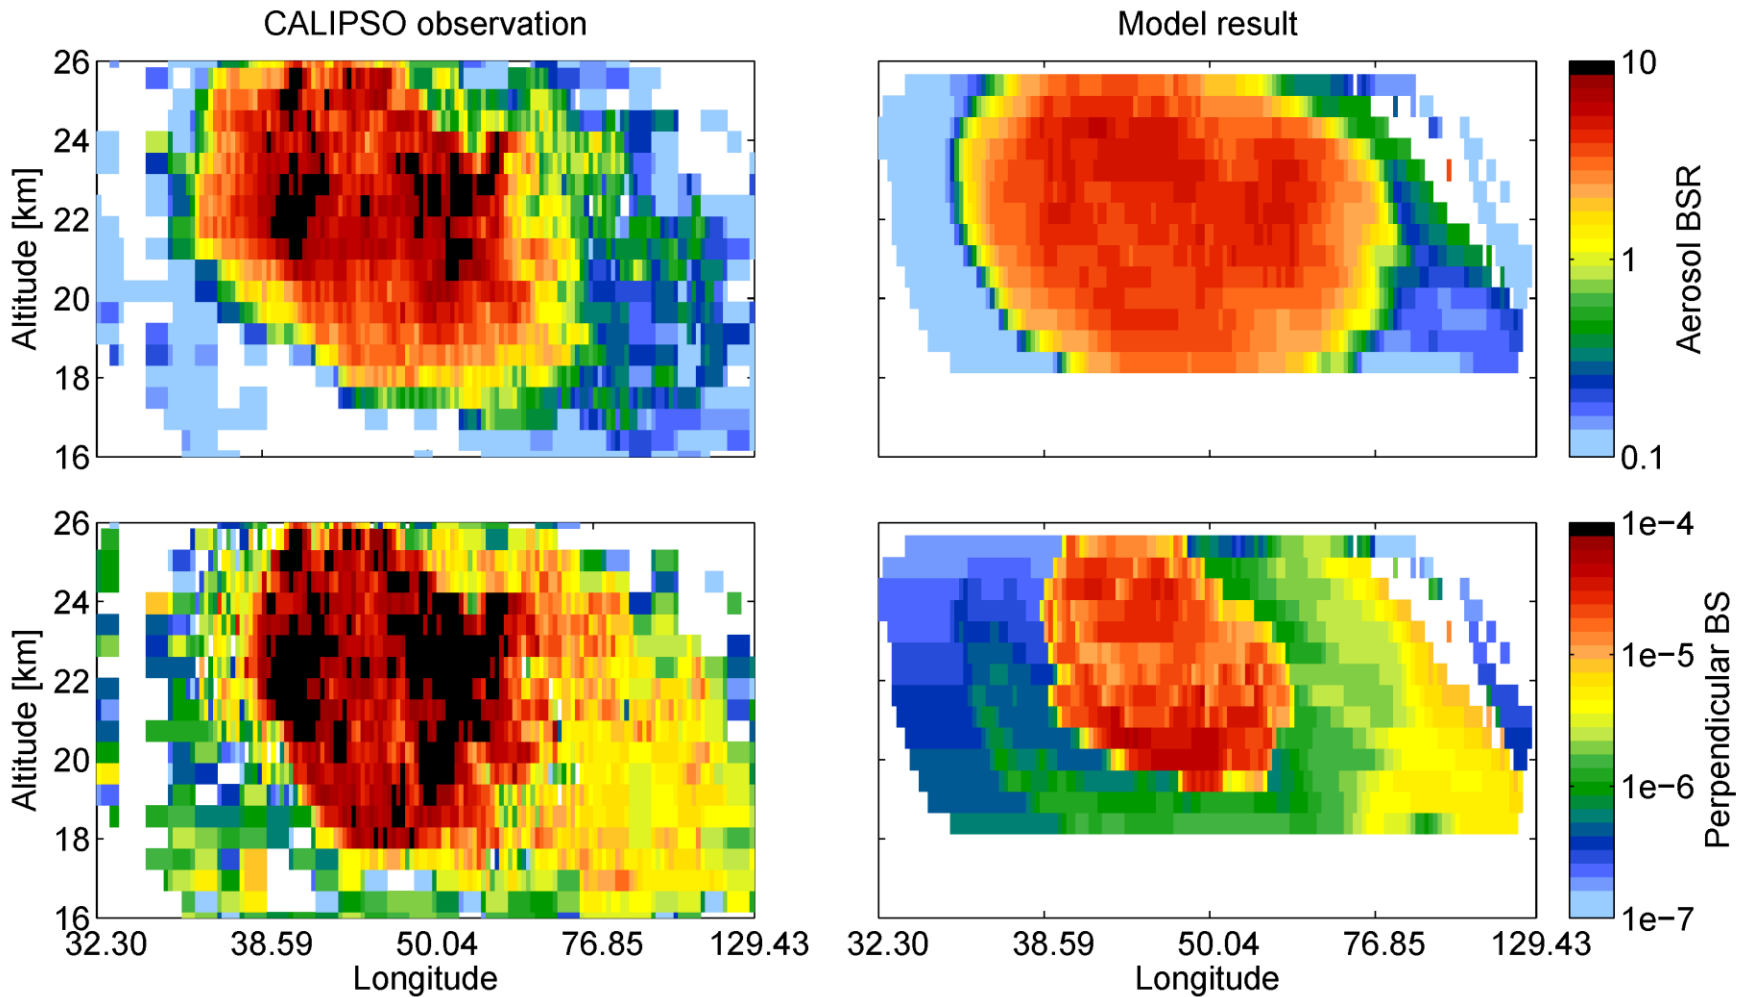 CALIPSO observation
Model result
26
24
22
20
18
16
Altitude [km]
10
1
0.1
Aerosol BSR
26
24
22
20
18
16
Altitude [km]
32.30 38.59 50.04 76.85 129.43
Longitude
32.30 38.59 50.04 76.85 129.43
Longitude
1e−4
1e−5
1e−6
1e−7
Perpendicular BS